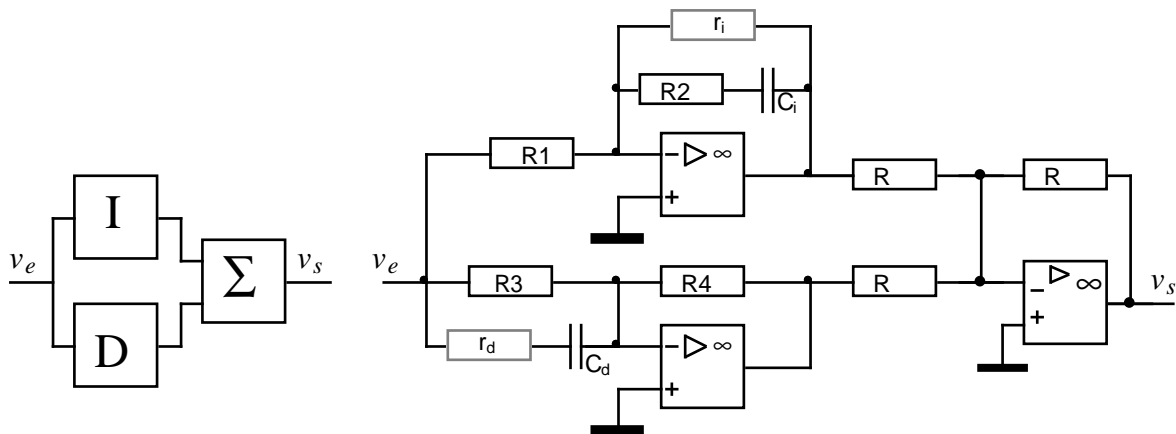 I
D
Σ
v_e
v_s
r_i
R2
C_i
R1
− ▷ ∞
+
R
R
v_e
R3
R4
R
r_d
C_d
− ▷ ∞
+
− ▷ ∞
+
v_s